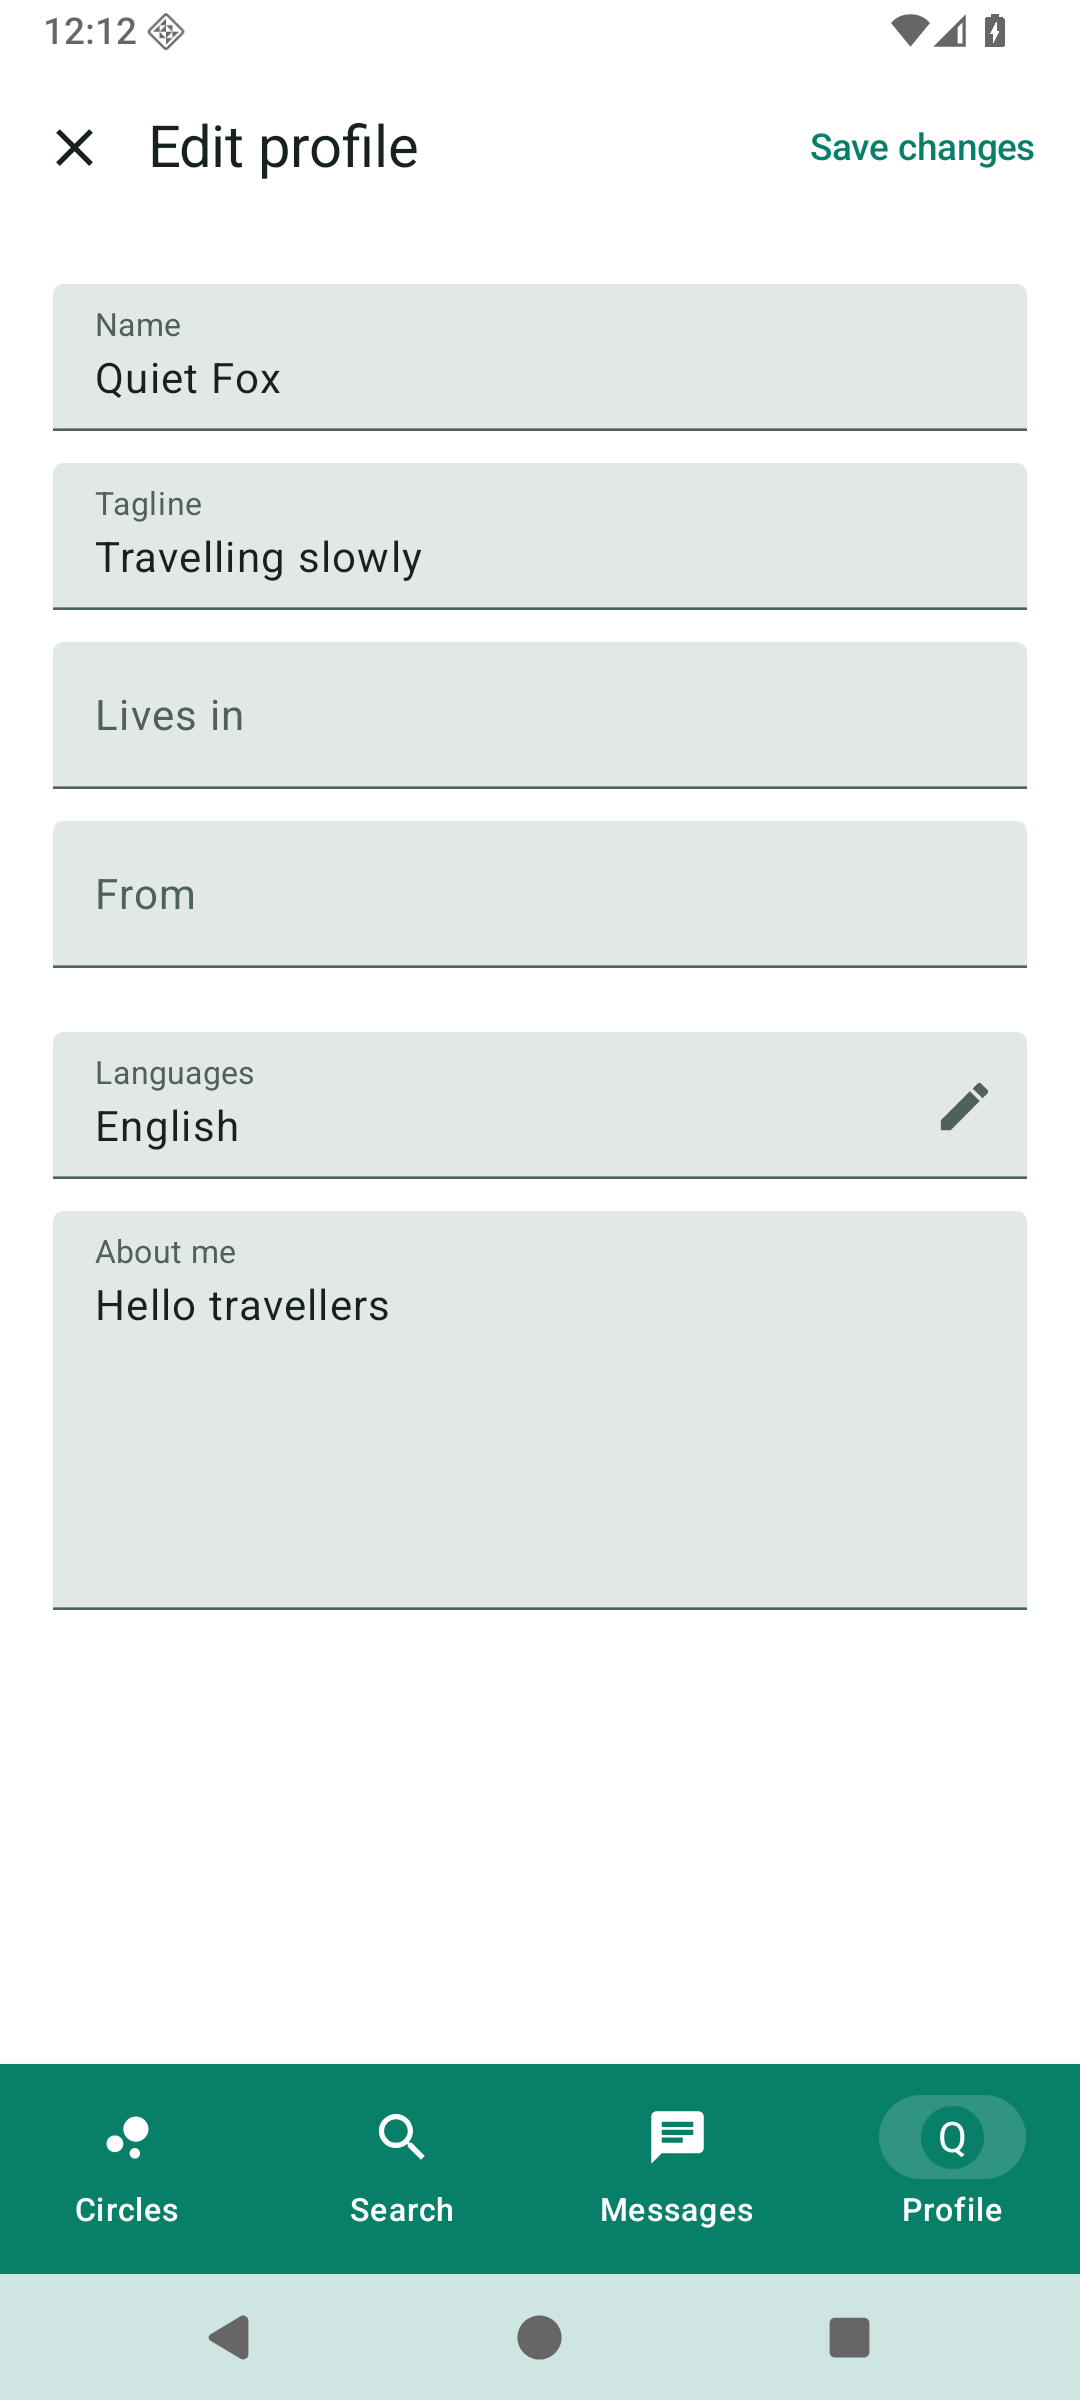 12:12
Edit profile
Save changes
Name
Quiet Fox
Tagline
Travelling slowly
Lives in
From
Languages
English
About me
Hello travellers
Q
Circles
Search
Messages
Profile